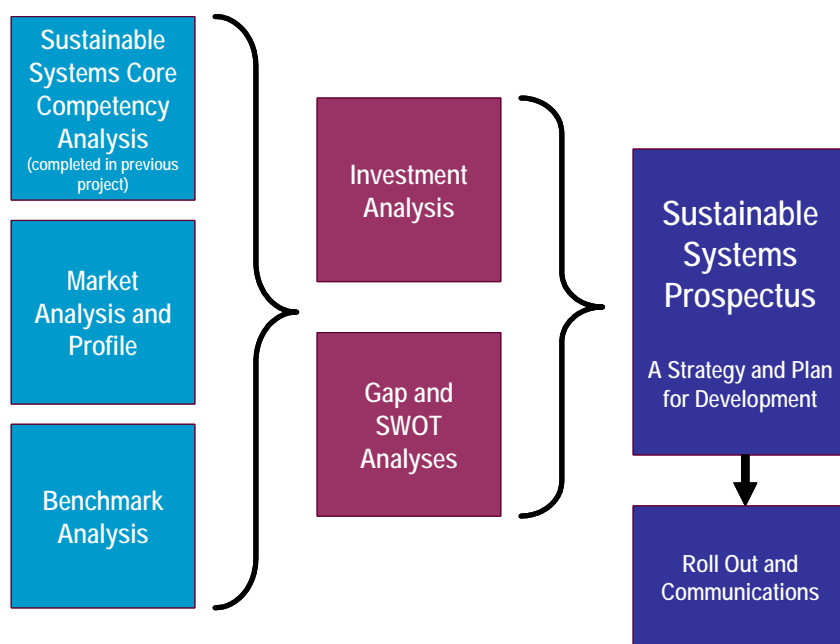 Sustainable
Systems Core
Competency
Analysis
(completed in previous
project)
Market
Analysis and
Profile
Benchmark
Analysis
Investment
Analysis
Gap and
SWOT
Analyses
Sustainable
Systems
Prospectus
A Strategy and Plan
for Development
Roll Out and
Communications